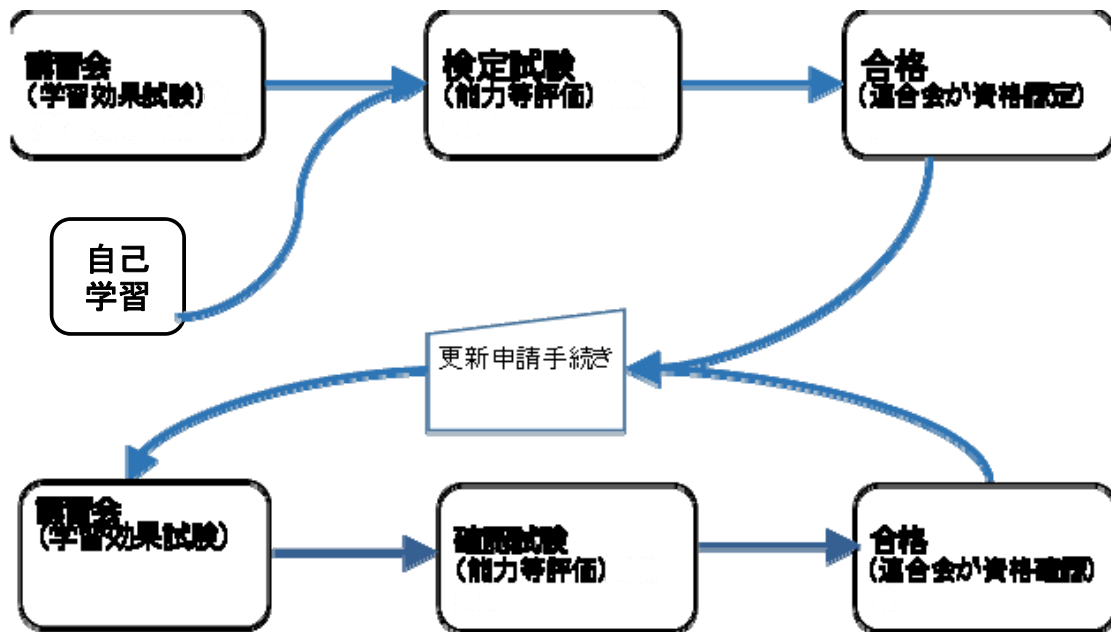 講習会
(学習効果試験)
検定試験
(能力等評価)
合格
(連合会が資格認定)
自己
学習
更新申請手続き
講習会
(学習効果試験)
確認試験
(能力等評価)
合格
(連合会が資格確認)